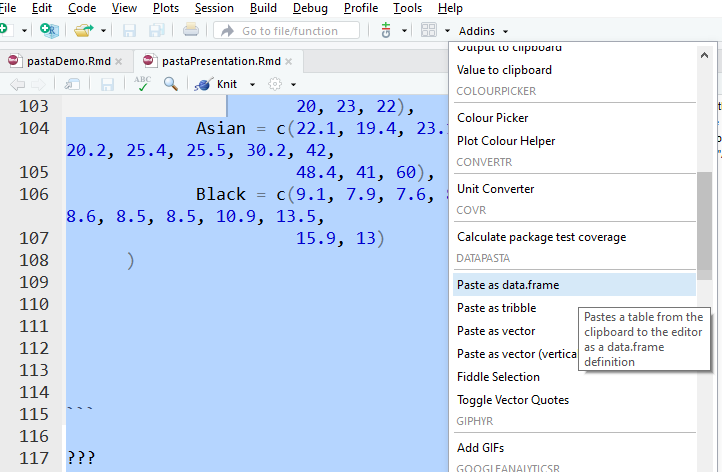 Edit Code View Plots Session Build Debug Profile Tools Help
Go to file/function Addins
pastaDemo.Rmd pastaPresentation.Rmd
ABC Knit
103 20, 23, 22),
104 Asian = c(22.1, 19.4, 23.
20.2, 25.4, 25.5, 30.2, 42,
105 48.4, 41, 60),
106 Black = c(9.1, 7.9, 7.6,
8.6, 8.5, 8.5, 10.9, 13.5,
107 15.9, 13)
108 )
109
110
111
112
113
114
115 ```
116
117 ???
Output to clipboard
Value to clipboard
COLOURPICKER
Colour Picker
Plot Colour Helper
CONVERTR
Unit Converter
COVR
Calculate package test coverage
DATAPASTA
Paste as data.frame
Paste as tribble
Paste as vector
Paste as vector (vertica
Fiddle Selection
Toggle Vector Quotes
GIPHYR
Add GIFs
GOOGLEANALYTICSR
Pastes a table from the
clipboard to the editor
as a data.frame
definition